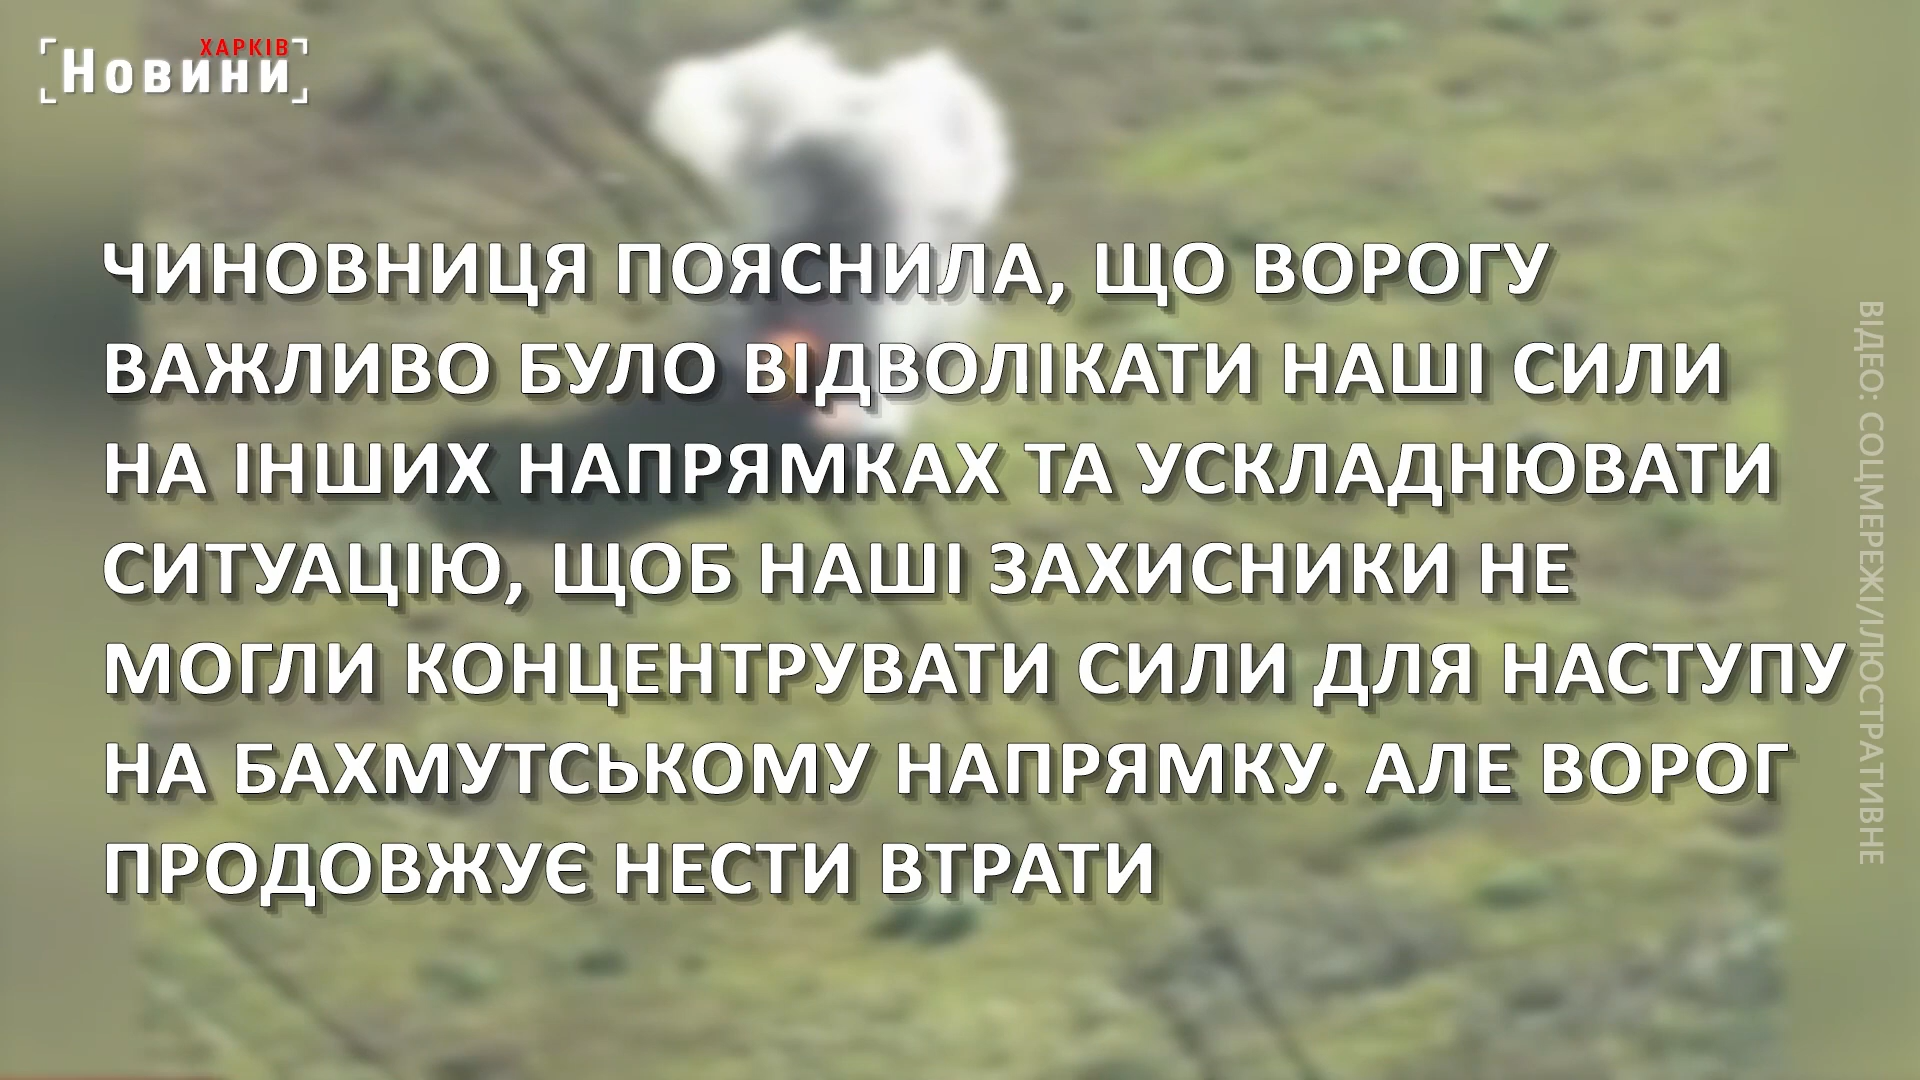 ХАРКІВ
Новини
ЧИНОВНИЦЯ ПОЯСНИЛА, ЩО ВОРОГУ
ВАЖЛИВО БУЛО ВІДВОЛІКАТИ НАШІ СИЛИ
НА ІНШИХ НАПРЯМКАХ ТА УСКЛАДНЮВАТИ
СИТУАЦІЮ, ЩОБ НАШІ ЗАХИСНИКИ НЕ
МОГЛИ КОНЦЕНТРУВАТИ СИЛИ ДЛЯ НАСТУПУ
НА БАХМУТСЬКОМУ НАПРЯМКУ. АЛЕ ВОРОГ
ПРОДОВЖУЄ НЕСТИ ВТРАТИ
ВІДЕО: СОЦМЕРЕЖІ/ІЛЮСТРАТИВНЕ